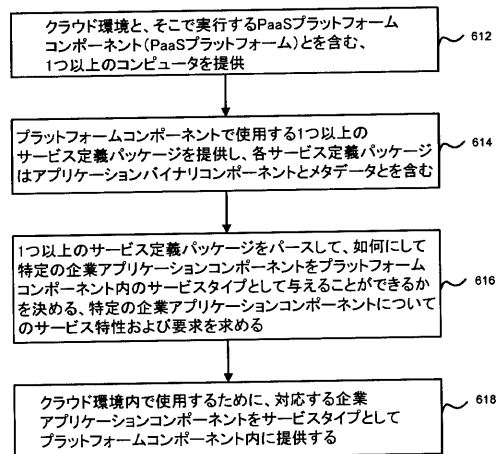 クラウド環境と、そこで実行するPaaSプラットフォーム
コンポーネント（PaaSプラットフォーム）とを含む、
1つ以上のコンピュータを提供
612
プラットフォームコンポーネントで使用する1つ以上の
サービス定義パッケージを提供し、各サービス定義パッケージ
はアプリケーションバイナリコンポーネントとメタデータとを含む
614
1つ以上のサービス定義パッケージをパースして、如何にして
特定の企業アプリケーションコンポーネントをプラットフォーム
コンポーネント内のサービスタイプとして与えることができるか
を決める、特定の企業アプリケーションコンポーネントについて
のサービス特性および要求を求める
616
クラウド環境内で使用するために、対応する企業
アプリケーションコンポーネントをサービスタイプとして
プラットフォームコンポーネント内に提供する
618